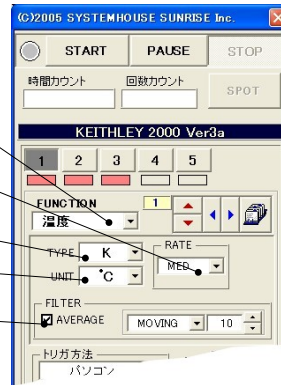 (C)2005 SYSTEMHOUSE SUNRISE Inc.
START PAUSE STOP
時間カウント 回数カウント
SPOT
KEITHLEY 2000 Ver3a
1 2 3 4 5
FUNCTION 1
温度
TYPE K RATE
UNIT ℃ MED
FILTER
AVERAGE MOVING 10
トリガ方法
パソコン